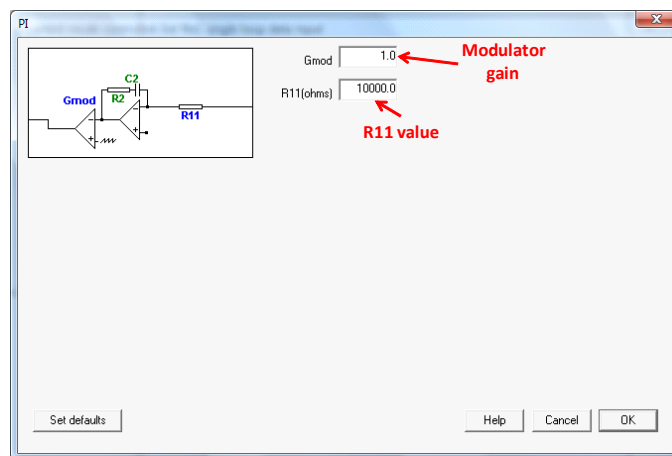 PI
Gmod
1.0
Modulator
gain
R11(ohms)
10000.0
R11 value
C2
R2
Gmod
R11
Set defaults
Help
Cancel
OK